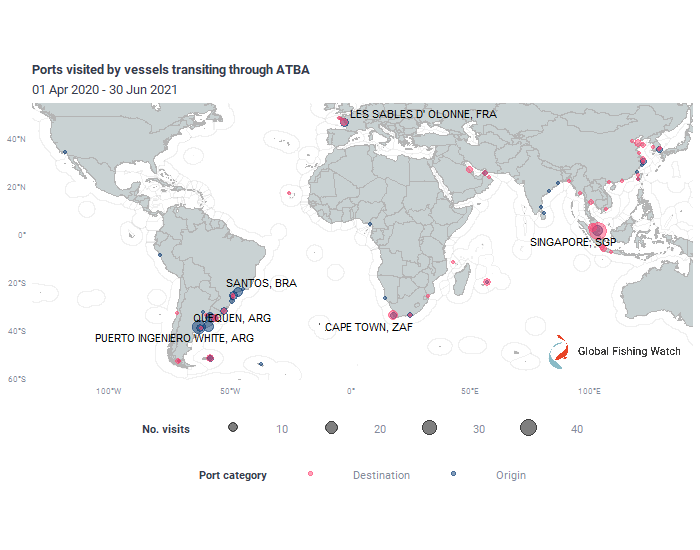 Ports visited by vessels transiting through ATBA
01 Apr 2020 - 30 Jun 2021
LES SABLES D' OLONNE, FRA
40°N
20°N
0°
SINGAPORE, SGP
20°S
SANTOS, BRA
QUEQUEN, ARG
CAPE TOWN, ZAF
40°S
PUERTO INGENIERO WHITE, ARG
Global Fishing Watch
60°S
100°W 50°W 0° 50°E 100°E
No. visits 10 20 30 40
Port category Destination Origin